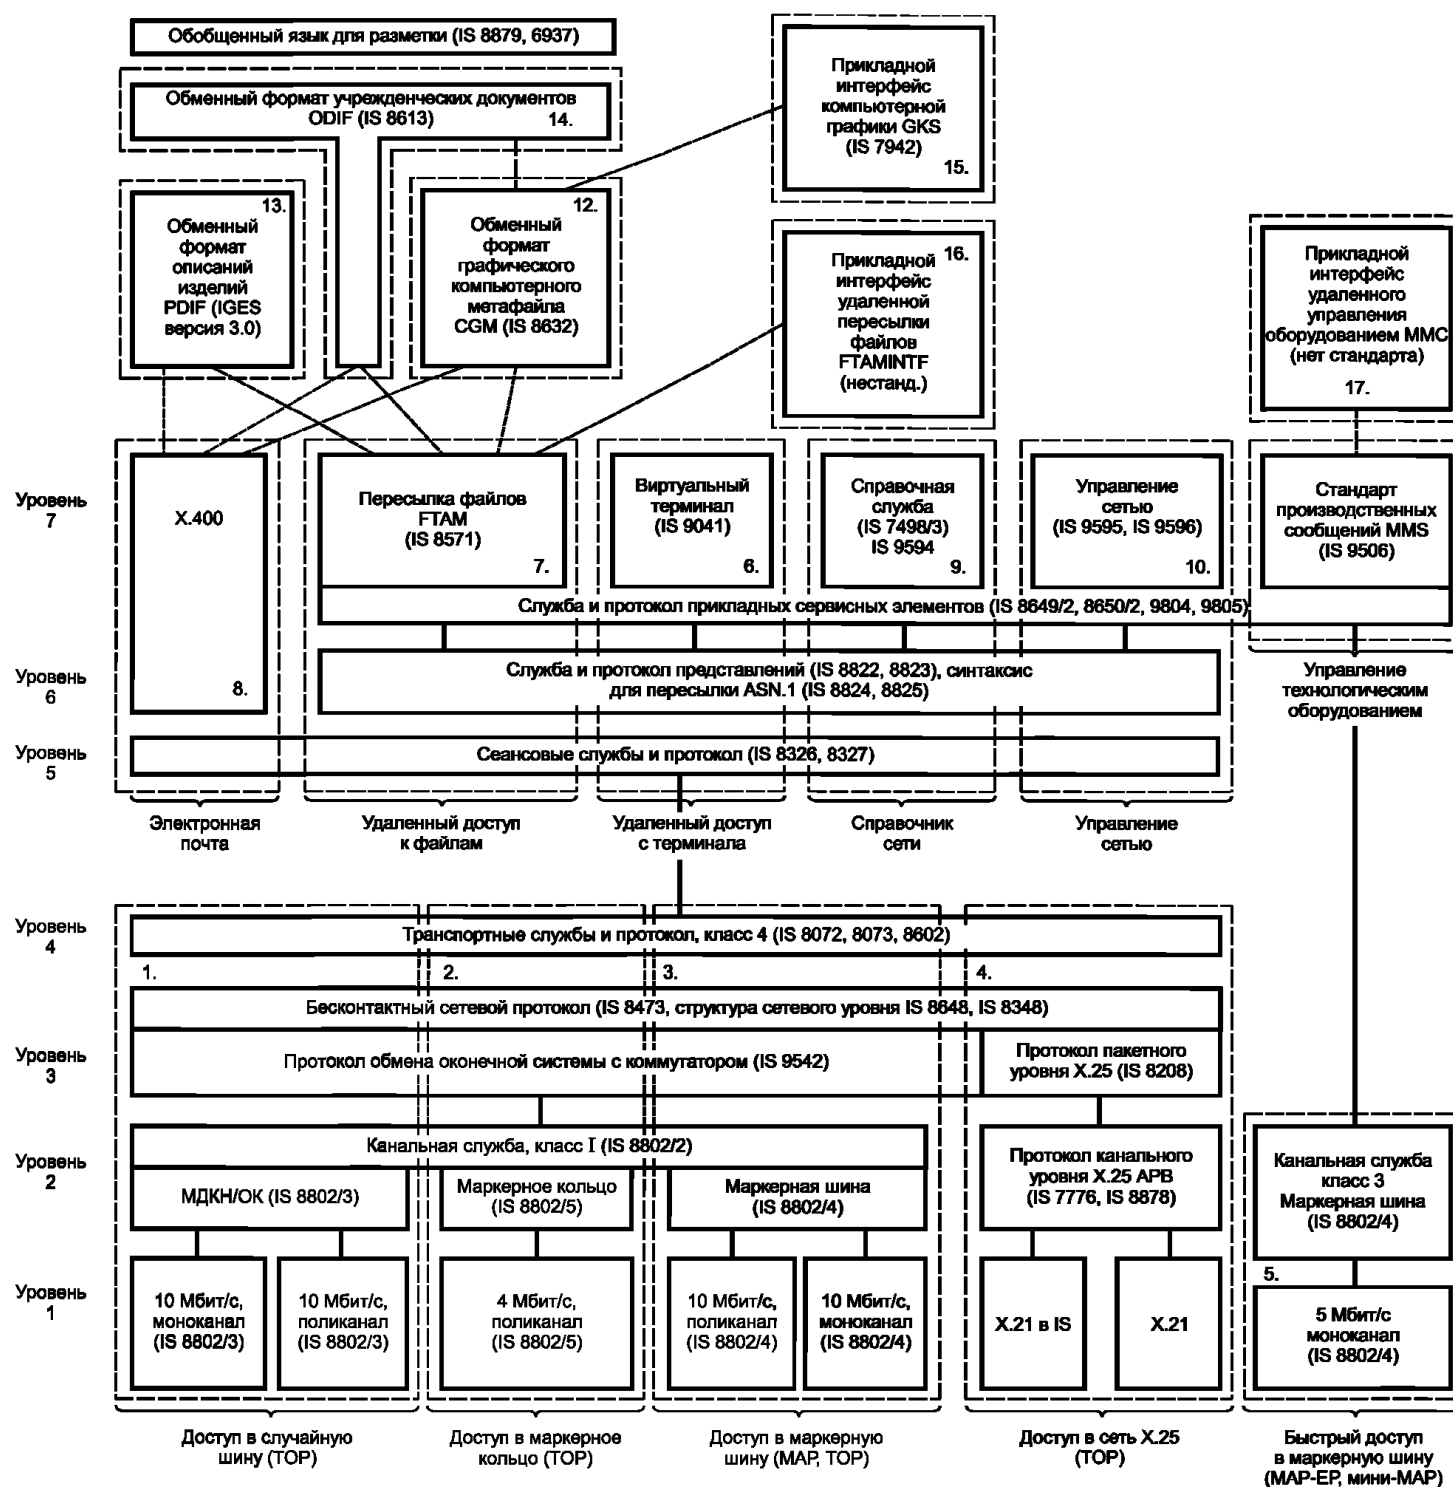 Обобщенный язык для разметки (IS 8879, 6937)
Обменный формат учрежденческих документов
ODIF (IS 8613)
14.
Прикладной
интерфейс
компьютерной
графики GKS
(IS 7942)
15.
13.
Обменный
формат
описаний
изделий
PDIF (IGES
версия 3.0)
12.
Обменный
формат
графического
компьютерного
метафайла
CGM (IS 8632)
16.
Прикладной
интерфейс
удаленной
пересылки
файлов
FTAMINTF
(нестанд.)
Прикладной
интерфейс
удаленного
управления
оборудованием MMC
(нет стандарта)
17.
Уровень
7
X.400
8.
Пересылка файлов
FTAM
(IS 8571)
7.
Виртуальный
терминал
(IS 9041)
6.
Справочная
служба
(IS 7498/3)
IS 9594
9.
Управление
сетью
(IS 9595, IS 9596)
10.
Стандарт
производственных
сообщений MMS
(IS 9506)
Служба и протокол прикладных сервисных элементов (IS 8649/2, 8650/2, 9804, 9805)
Уровень
6
Служба и протокол представлений (IS 8822, 8823), синтаксис
для пересылки ASN.1 (IS 8824, 8825)
Управление
технологическим
оборудованием
Уровень
5
Сеансовые службы и протокол (IS 8326, 8327)
Электронная
почта
Удаленный доступ
к файлам
Удаленный доступ
с терминала
Справочник
сети
Управление
сетью
Уровень
4
Транспортные службы и протокол, класс 4 (IS 8072, 8073, 8602)
1.
2.
3.
4.
Бесконтактный сетевой протокол (IS 8473, структура сетевого уровня IS 8648, IS 8348)
Уровень
3
Протокол обмена оконечной системы с коммутатором (IS 9542)
Протокол пакетного
уровня X.25 (IS 8208)
Уровень
2
Канальная служба, класс I (IS 8802/2)
МДКН/ОК (IS 8802/3)
Маркерное кольцо
(IS 8802/5)
Маркерная шина
(IS 8802/4)
Протокол канального
уровня X.25 APB
(IS 7776, IS 8878)
Канальная служба
класс 3
Маркерная шина
(IS 8802/4)
Уровень
1
10 Мбит/с,
моноканал
(IS 8802/3)
10 Мбит/с,
поликанал
(IS 8802/3)
4 Мбит/с,
поликанал
(IS 8802/5)
10 Мбит/с,
поликанал
(IS 8802/4)
10 Мбит/с,
моноканал
(IS 8802/4)
X.21 в IS
X.21
5.
5 Мбит/с
моноканал
(IS 8802/4)
Доступ в случайную
шину (TOP)
Доступ в маркерное
кольцо (TOP)
Доступ в маркерную
шину (MAP, TOP)
Доступ в сеть X.25
(TOP)
Быстрый доступ
в маркерную шину
(MAP-EP, мини-MAP)